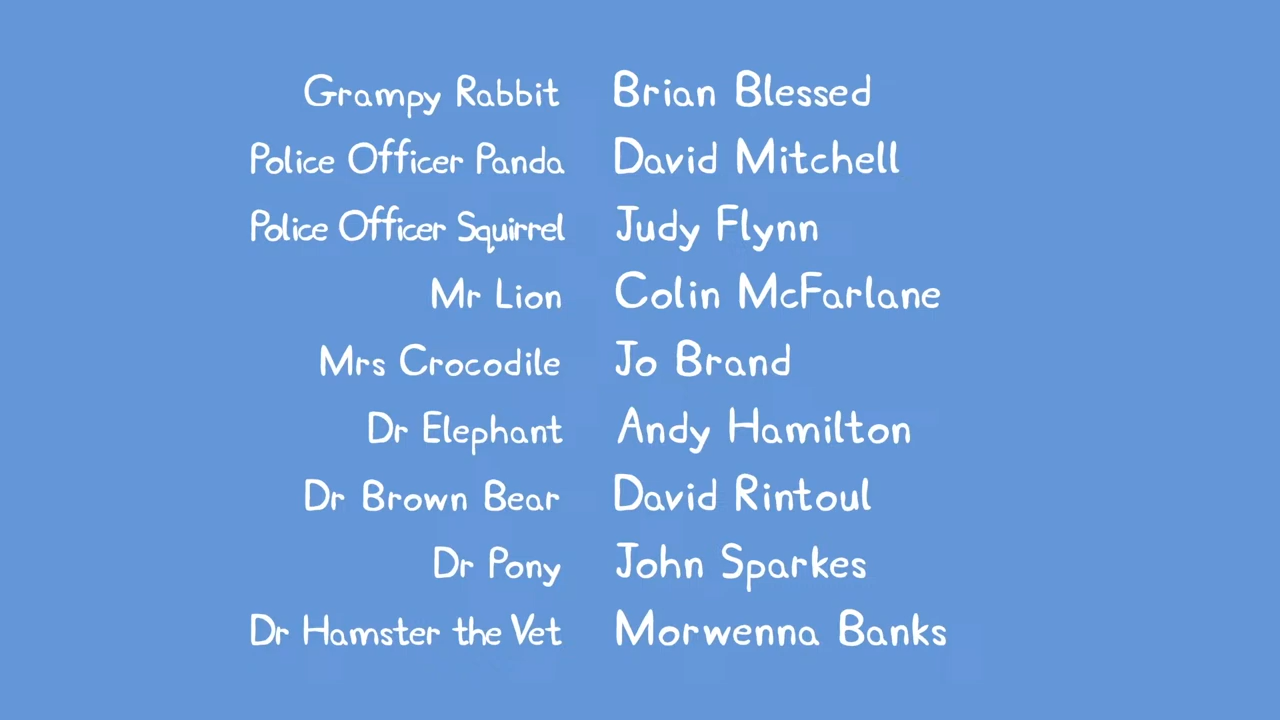 Grampy Rabbit Brian Blessed
Police Officer Panda David Mitchell
Police Officer Squirrel Judy Flynn
Mr Lion Colin McFarlane
Mrs Crocodile Jo Brand
Dr Elephant Andy Hamilton
Dr Brown Bear David Rintoul
Dr Pony John Sparkes
Dr Hamster the Vet Morwenna Banks